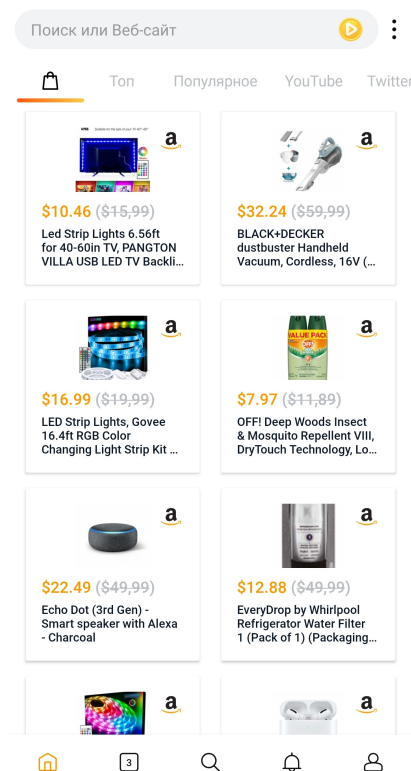 Поиск или Веб-сайт
Топ
Популярное
YouTube
Twitter
a
$10.46 ($15,99)
Led Strip Lights 6.56ft
for 40-60in TV, PANGTON
VILLA USB LED TV Backli...
a
$32.24 ($59,99)
BLACK+DECKER
dustbuster Handheld
Vacuum, Cordless, 16V (...
a
$16.99 ($19,99)
LED Strip Lights, Govee
16.4ft RGB Color
Changing Light Strip Kit ...
VALUE PACK
OFF!
a
$7.97 ($11,89)
OFF! Deep Woods Insect
& Mosquito Repellent VIII,
DryTouch Technology, Lo...
a
$22.49 ($49,99)
Echo Dot (3rd Gen) -
Smart speaker with Alexa
- Charcoal
a
$12.88 ($49,99)
EveryDrop by Whirlpool
Refrigerator Water Filter
1 (Pack of 1) (Packaging...
a
a
3